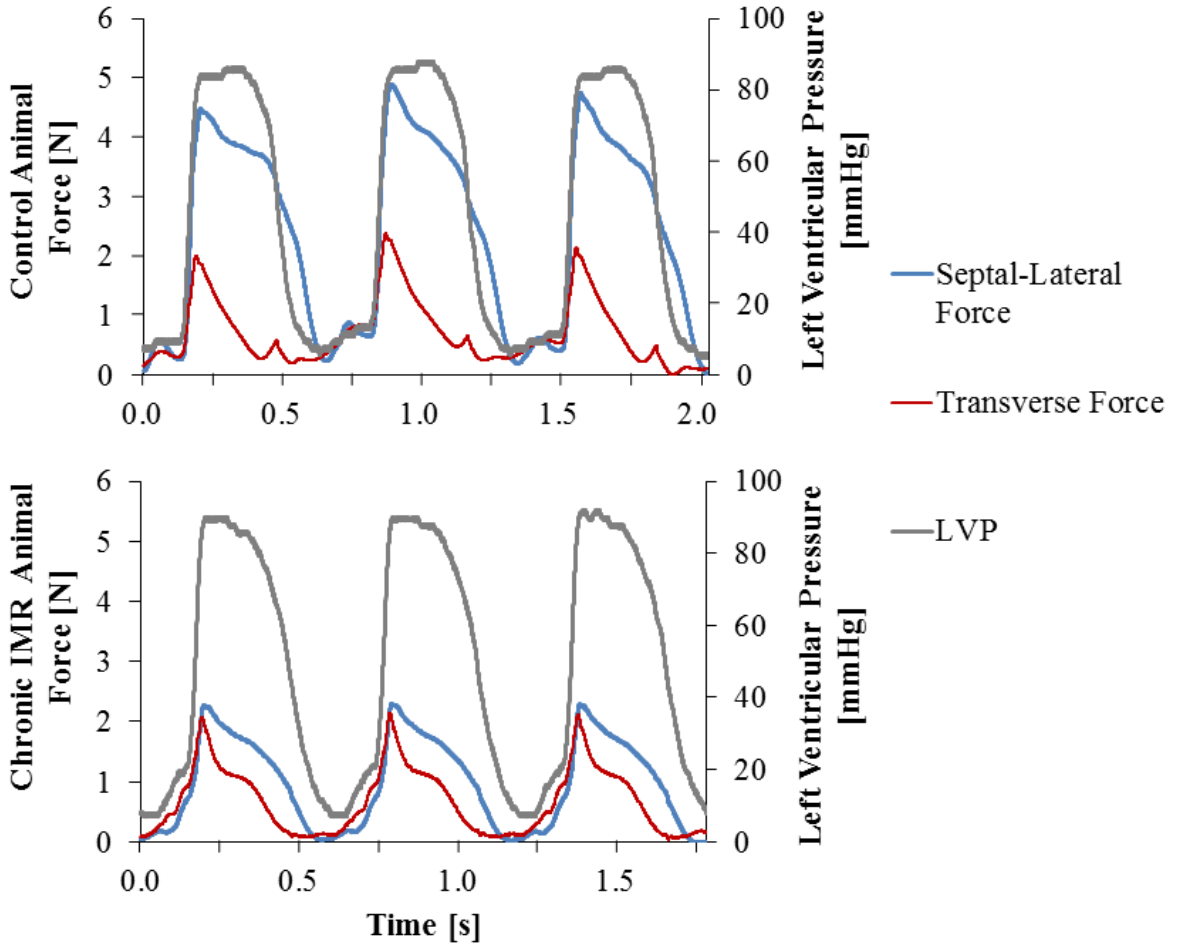 Control Animal
Force [N]
6
5
4
3
2
1
0
100
80
60
40
20
0
Left Ventricular Pressure
[mmHg]
0.0 0.5 1.0 1.5 2.0
Septal-Lateral
Force
Transverse Force
LVP
Chronic IMR Animal
Force [N]
6
5
4
3
2
1
0
100
80
60
40
20
0
Left Ventricular Pressure
[mmHg]
0.0 0.5 1.0 1.5
Time [s]